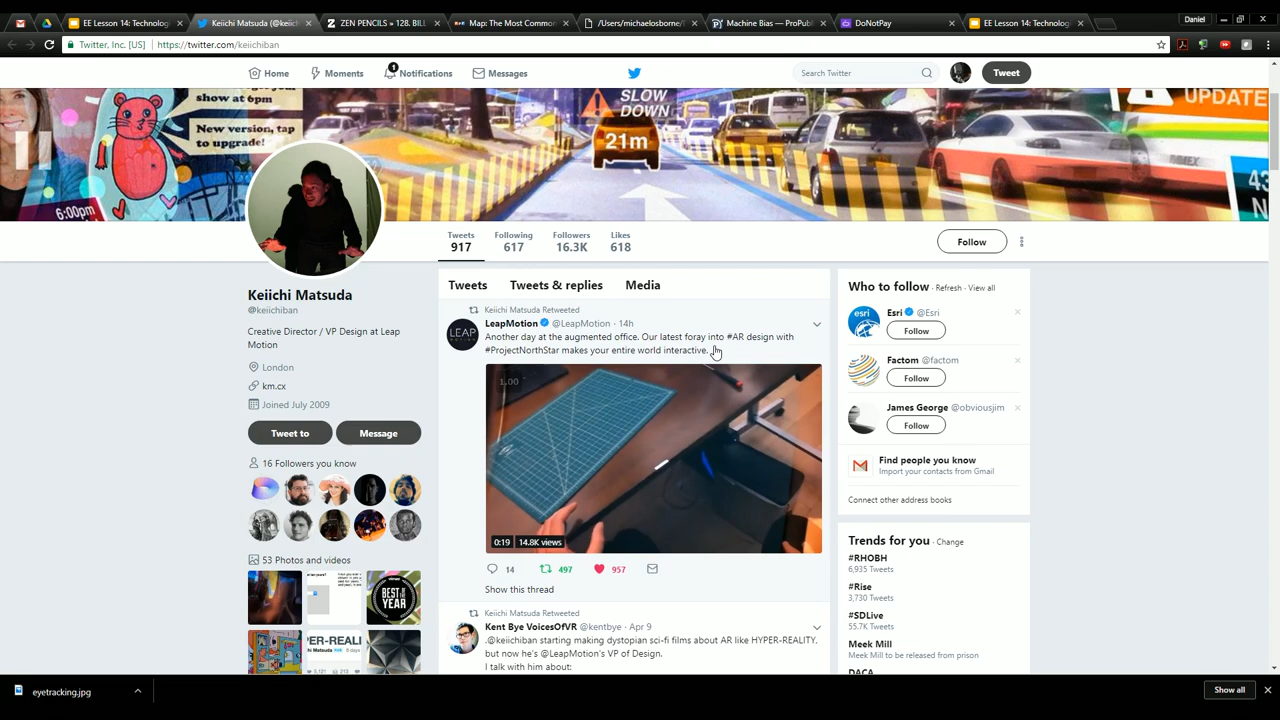 EE Lesson 14: Technolog
Keiichi Matsuda (@keiic
ZEN PENCILS » 128. BILL
Map: The Most Common
/Users/michaelosborne/
Machine Bias — ProPubl
DoNotPay
EE Lesson 14: Technolog
Daniel
Twitter, Inc. [US]
https://twitter.com/keiichiban
Home
Moments
1
Notifications
Messages
Search Twitter
Tweet
show at 6pm
New version, tap
to upgrade!
6:00pm
SLOW
DOWN
21m
UPDATE
Tweets
917
Following
617
Followers
16.3K
Likes
618
Follow
Keiichi Matsuda
@keiichiban
Creative Director / VP Design at Leap
Motion
London
km.cx
Joined July 2009
Tweet to
Message
16 Followers you know
53 Photos and videos
BEST OF THE
YEAR
Tweets
Tweets & replies
Media
Keiichi Matsuda Retweeted
LEAP
LeapMotion @LeapMotion · 14h
Another day at the augmented office. Our latest foray into #AR design with
#ProjectNorthStar makes your entire world interactive.
1.00
0:19
14.8K views
14
497
957
Show this thread
Keiichi Matsuda Retweeted
Kent Bye VoicesOfVR @kentbye · Apr 9
.@keiichiban starting making dystopian sci-fi films about AR like HYPER-REALITY,
but now he's @LeapMotion's VP of Design.
I talk with him about:
Who to follow · Refresh · View all
esri
Esri @Esri
Follow
Factom @factom
Follow
James George @obviousjim
Follow
Find people you know
Import your contacts from Gmail
Connect other address books
Trends for you · Change
#RHOBH
6,935 Tweets
#Rise
3,730 Tweets
#SDLive
55.7K Tweets
Meek Mill
Meek Mill to be released from prison
DACA
eyetracking.jpg
Show all